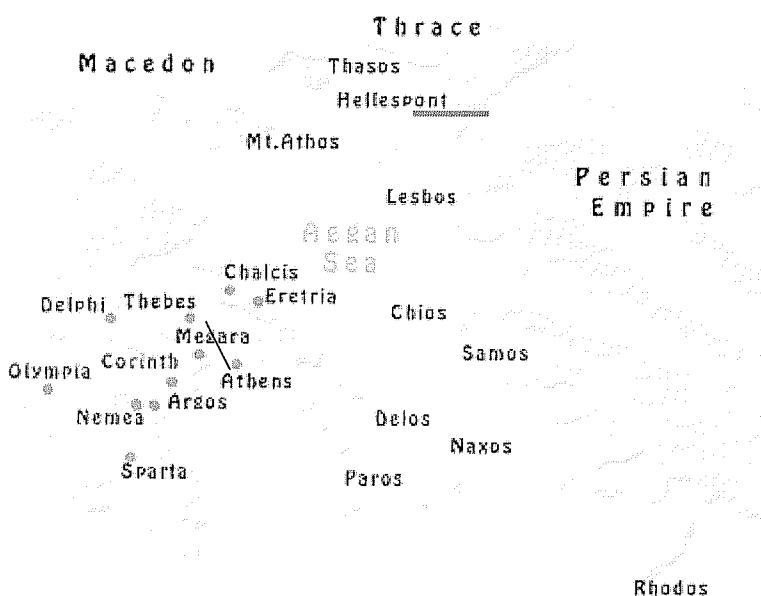 Thrace
Macedon
Thasos
Hellespont
Mt.Athos
Persian
Empire
Lesbos
Aegan
Sea
Chalcis
Eretria
Delphi
Thebes
Chios
Megara
Samos
Corinth
Olympia
Athens
Argos
Nemea
Delos
Naxos
Sparta
Paros
Rhodos